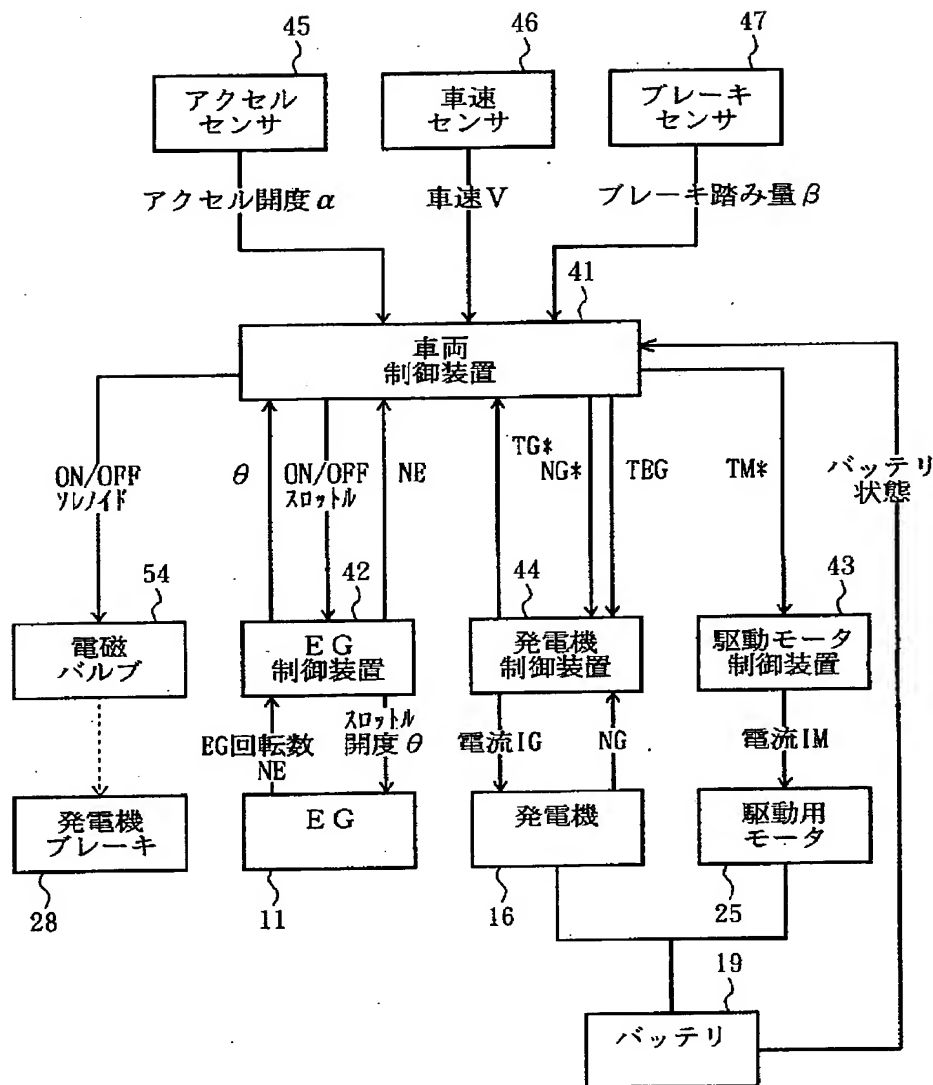 45
46
47
アクセル
センサ
車速
センサ
ブレーキ
センサ
アクセル開度α
車速V
ブレーキ踏み量β
41
車両
制御装置
ON/OFF
ソレノイド
θ
ON/OFF
スロットル
NE
TG*
NG*
TEG
TM*
バッテリ
状態
54
42
44
43
電磁
バルブ
EG
制御装置
発電機
制御装置
駆動モータ
制御装置
EG回転数
NE
スロットル
開度θ
電流IG
NG
電流IM
発電機
ブレーキ
EG
発電機
駆動用
モータ
28
11
16
25
19
バッテリ